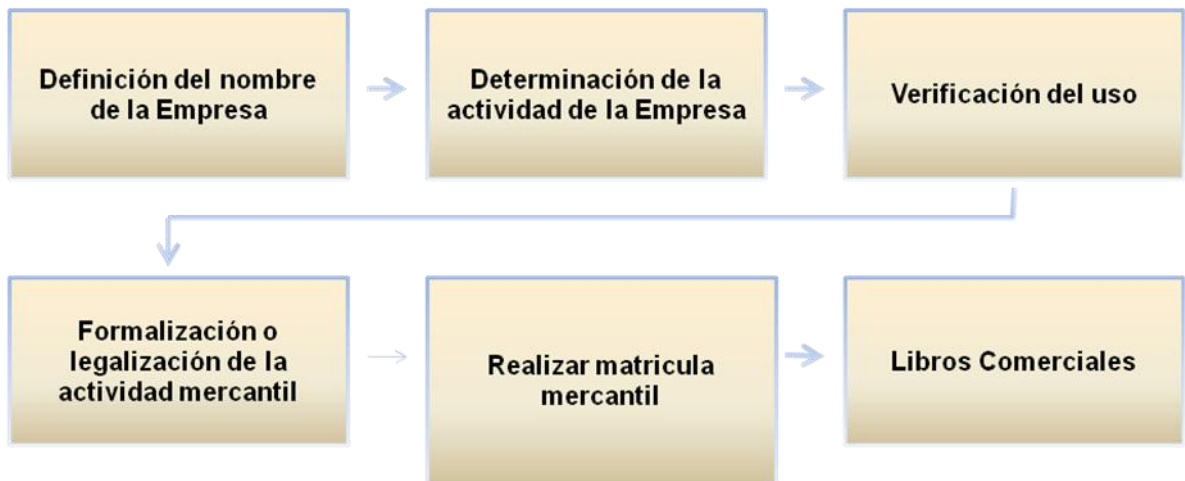 Definición del nombre
de la Empresa
Determinación de la
actividad de la Empresa
Verificación del uso
Formalización o
legalización de la
actividad mercantil
Realizar matricula
mercantil
Libros Comerciales